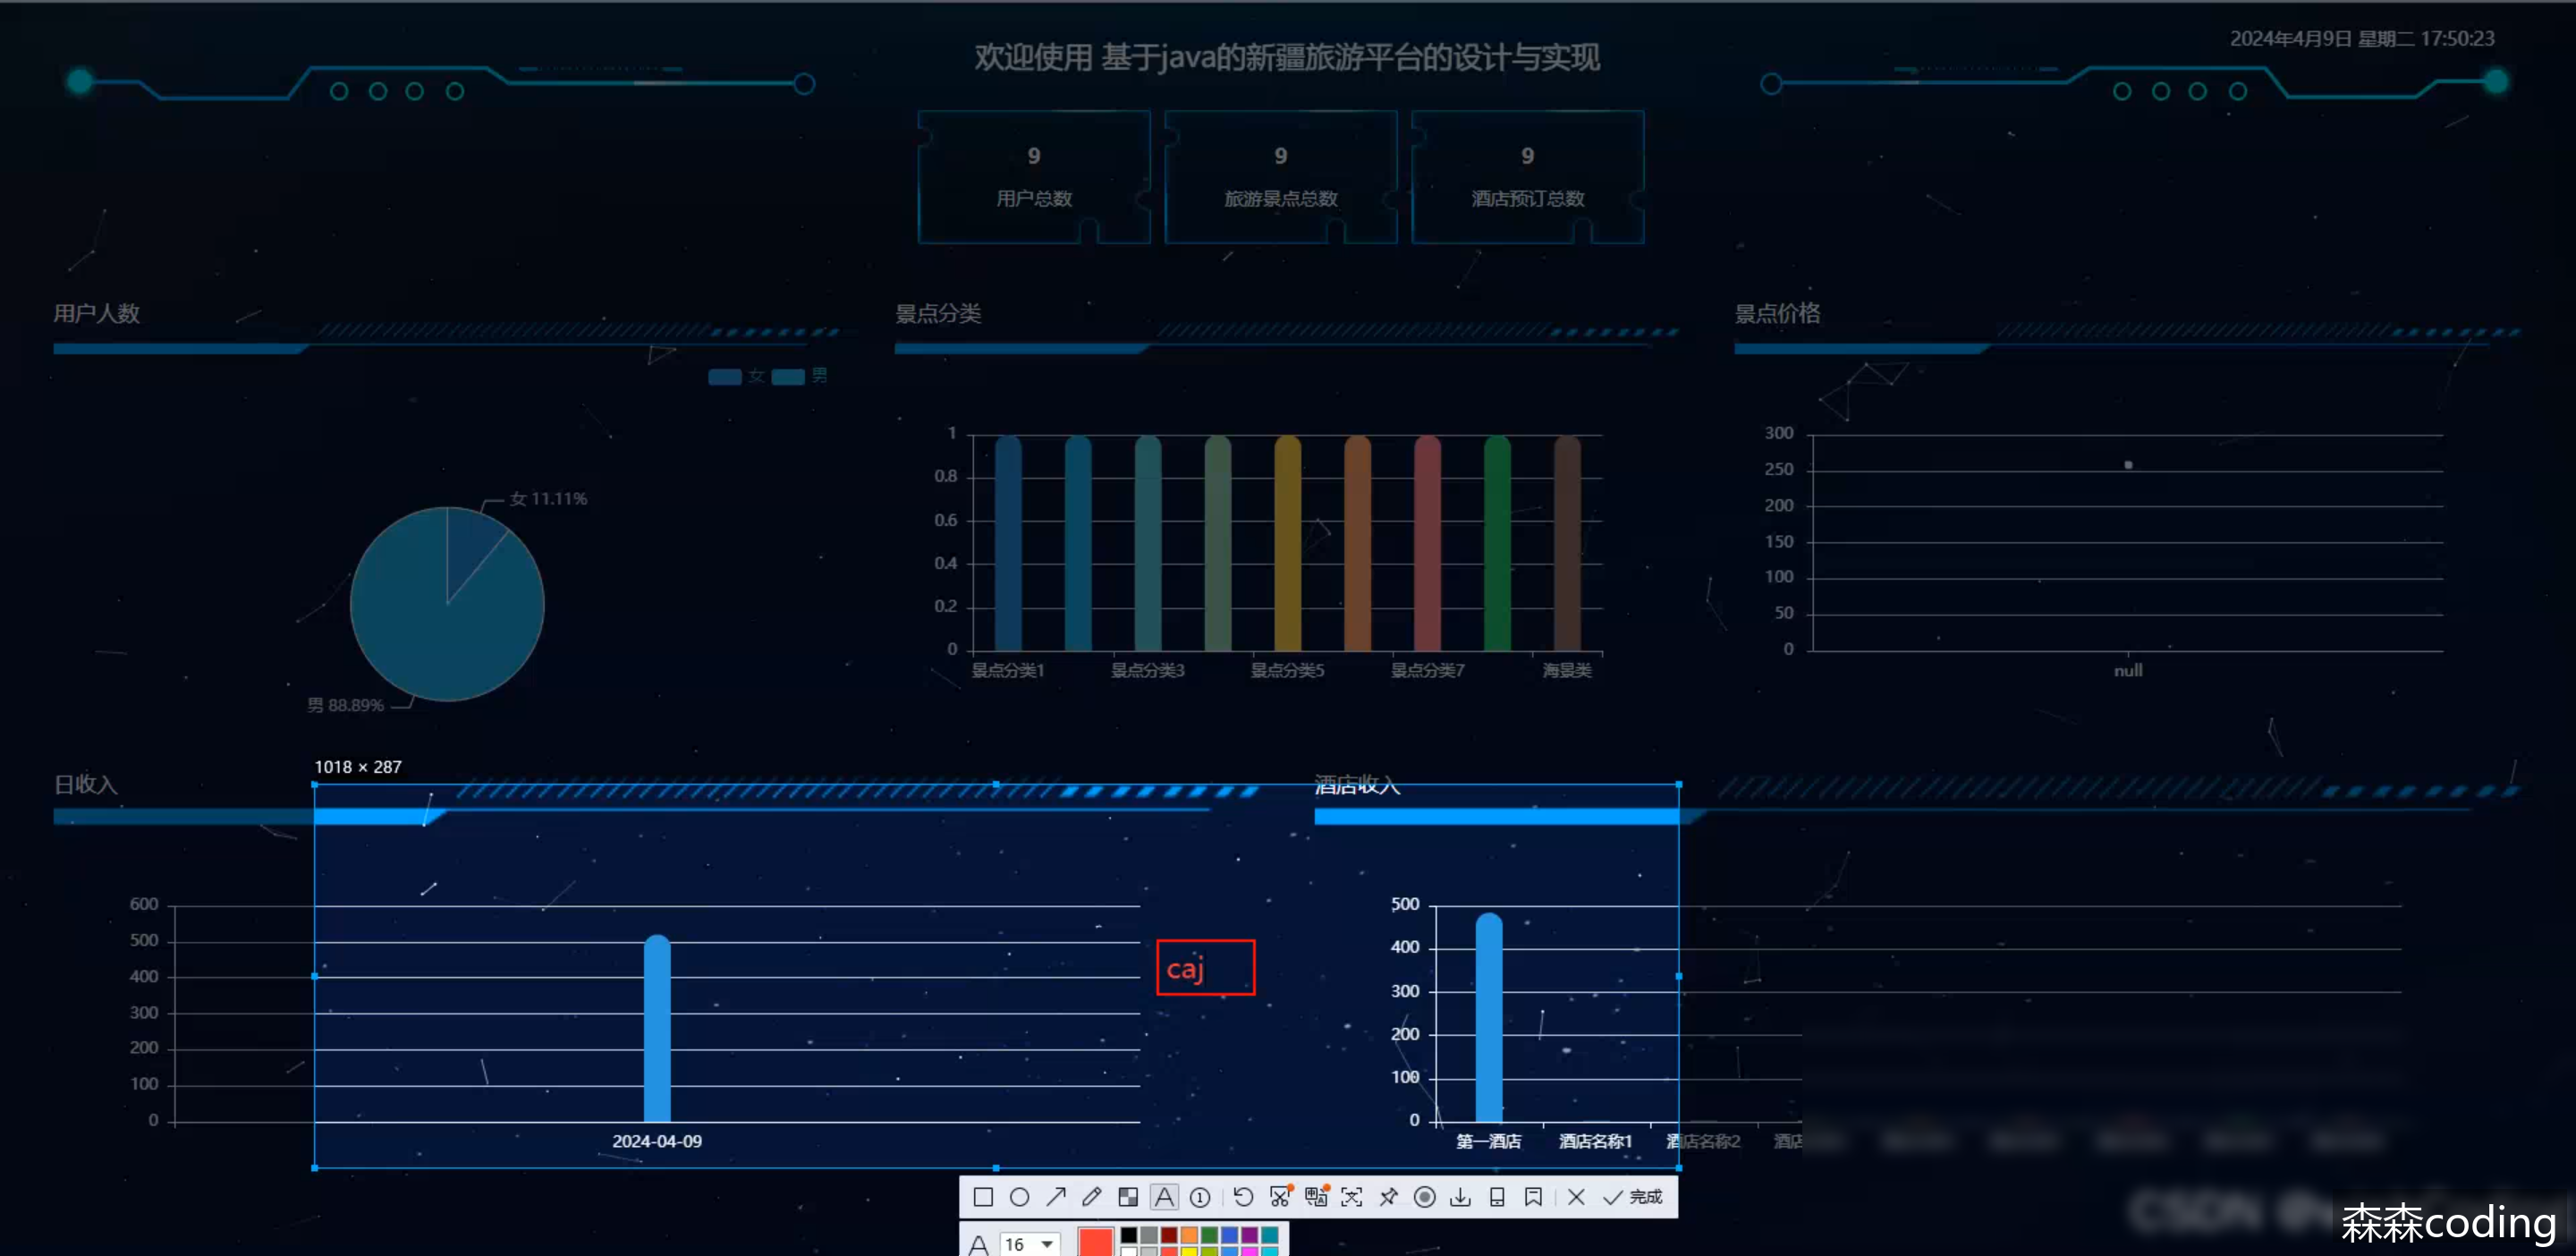 2024年4月9日 星期二 17:50:23
欢迎使用 基于java的新疆旅游平台的设计与实现
9
用户总数
9
旅游景点总数
9
酒店预订总数
用户人数
女 男
女 11.11%
男 88.89%
景点分类
1
0.8
0.6
0.4
0.2
0
景点分类1 景点分类3 景点分类5 景点分类7 海景类
景点价格
300
250
200
150
100
50
0
null
日收入
1018 × 287
600
500
400
300
200
100
0
2024-04-09
caj
酒店收入
500
400
300
200
100
0
第一酒店 酒店名称1 酒店名称2 酒店
完成
A 16
森森coding